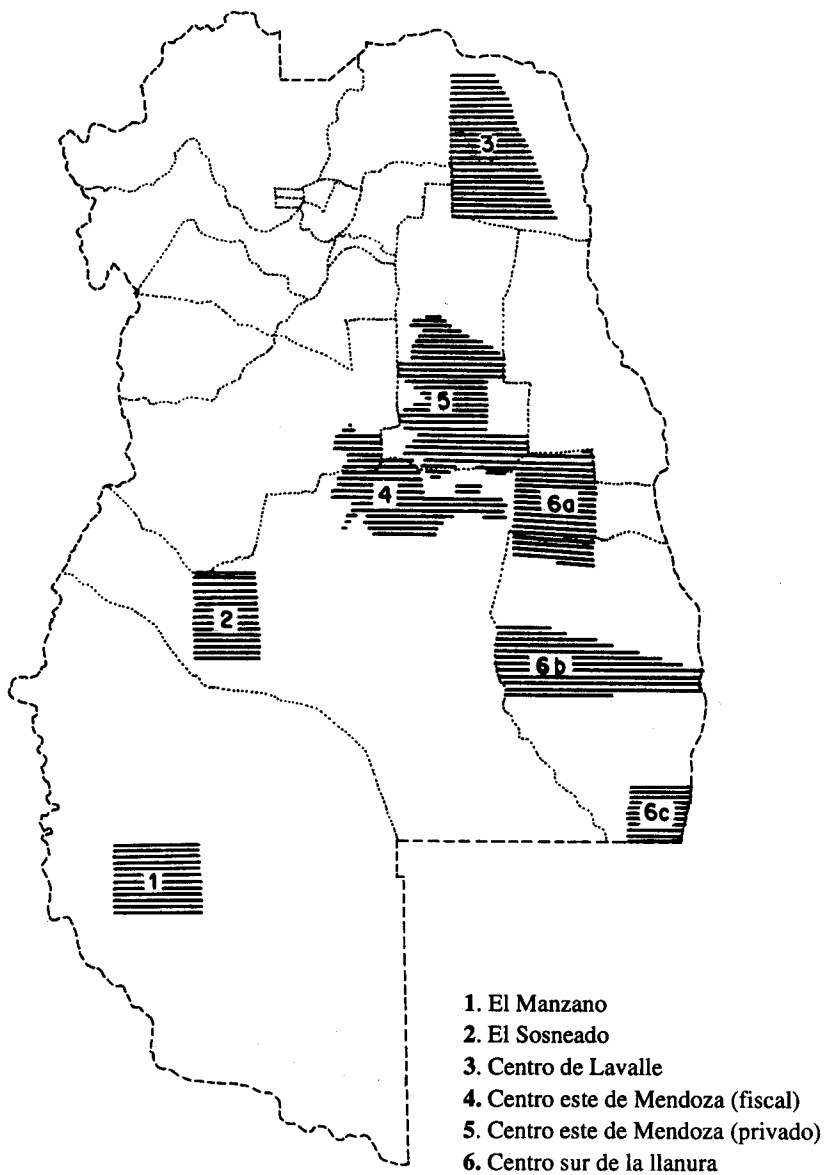 3
5
4
6a
2
6b
6c
1
1. El Manzano
2. El Sosneado
3. Centro de Lavalle
4. Centro este de Mendoza (fiscal)
5. Centro este de Mendoza (privado)
6. Centro sur de la llanura